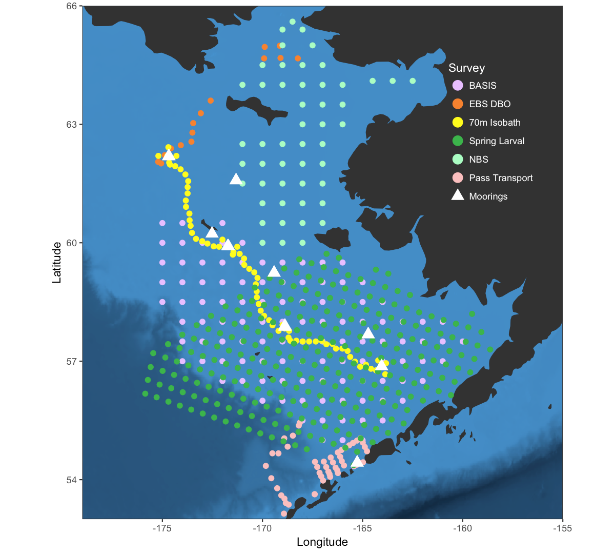 66
63
60
57
54
Latitude
Survey
BASIS
EBS DBO
70m Isobath
Spring Larval
NBS
Pass Transport
Moorings
-175 -170 -165 -160 -155
Longitude